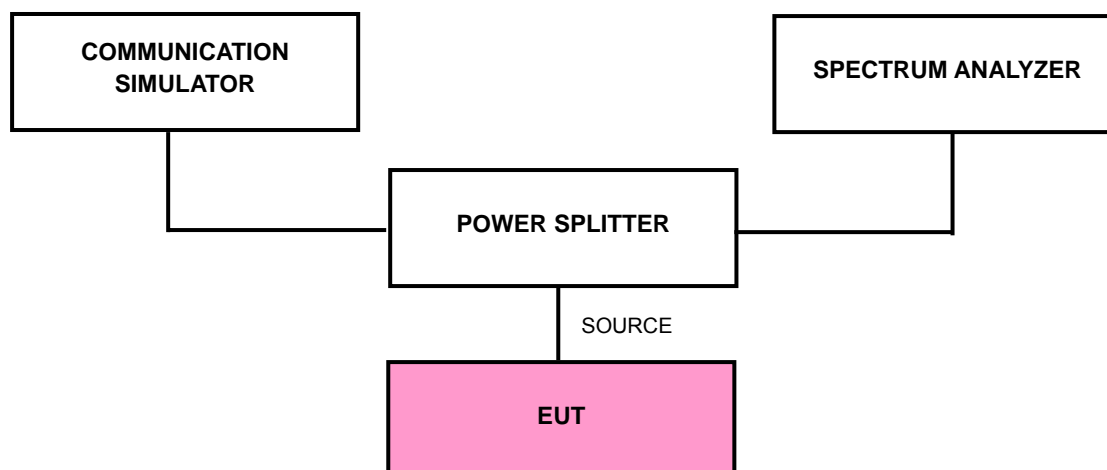 COMMUNICATION
SIMULATOR
SPECTRUM ANALYZER
POWER SPLITTER
SOURCE
EUT